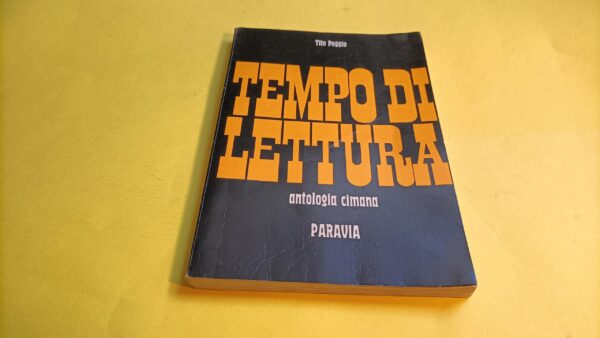 Tito Poggio
TEMPO DI
LETTURA
antologia cimana
PARAVIA